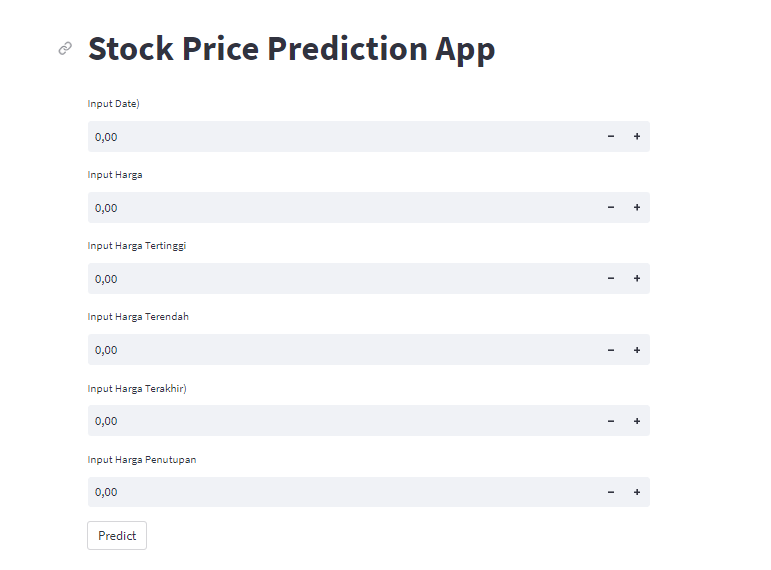 Stock Price Prediction App
Input Date)
0,00
Input Harga
0,00
Input Harga Tertinggi
0,00
Input Harga Terendah
0,00
Input Harga Terakhir)
0,00
Input Harga Penutupan
0,00
Predict